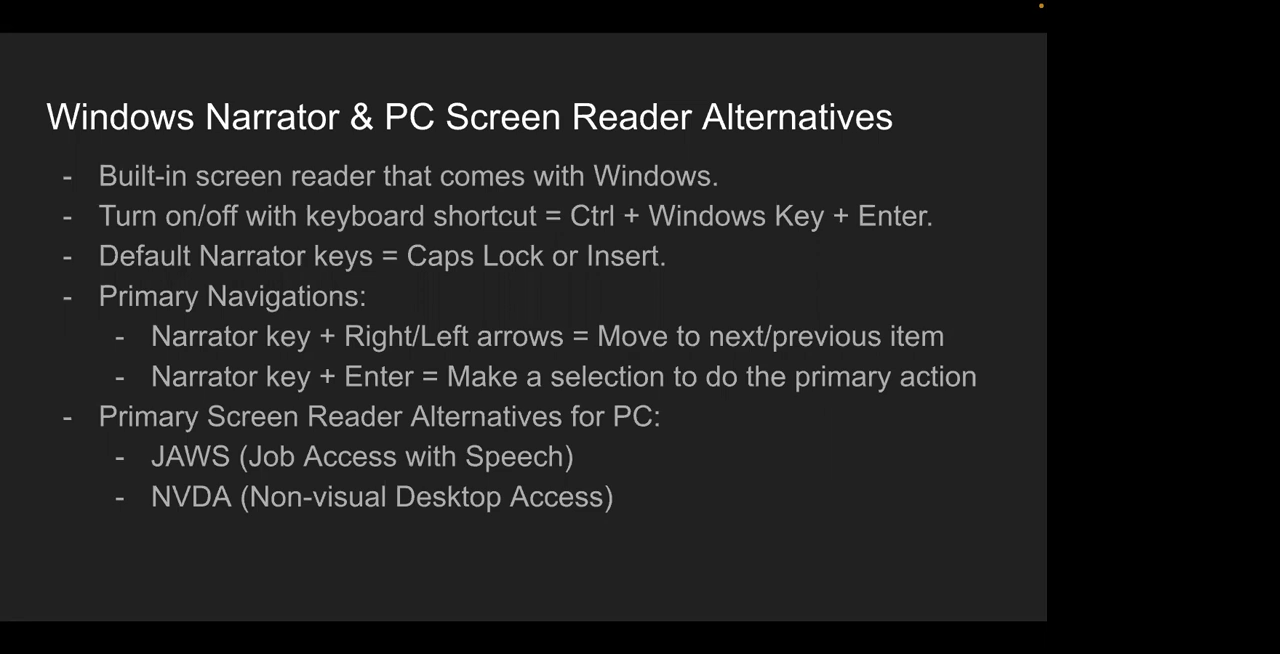 Windows Narrator & PC Screen Reader Alternatives
- Built-in screen reader that comes with Windows.
- Turn on/off with keyboard shortcut = Ctrl + Windows Key + Enter.
- Default Narrator keys = Caps Lock or Insert.
- Primary Navigations:
- Narrator key + Right/Left arrows = Move to next/previous item
- Narrator key + Enter = Make a selection to do the primary action
- Primary Screen Reader Alternatives for PC:
- JAWS (Job Access with Speech)
- NVDA (Non-visual Desktop Access)